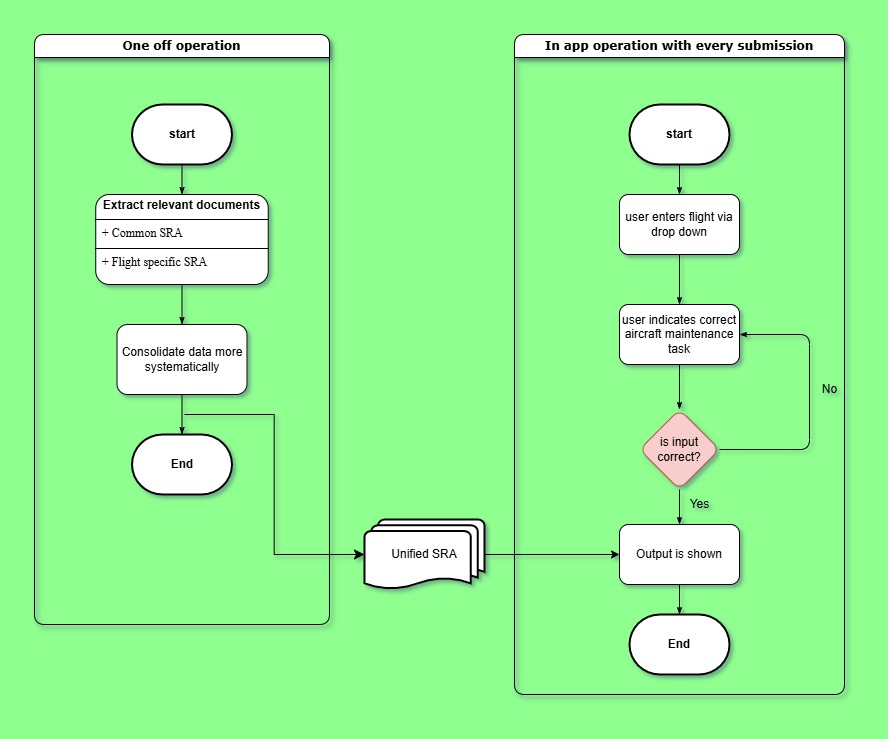 One off operation
start
Extract relevant documents
+ Common SRA
+ Flight specific SRA
Consolidate data more
systematically
End
Unified SRA
In app operation with every submission
start
user enters flight via
drop down
user indicates correct
aircraft maintenance
task
No
is input
correct?
Yes
Output is shown
End